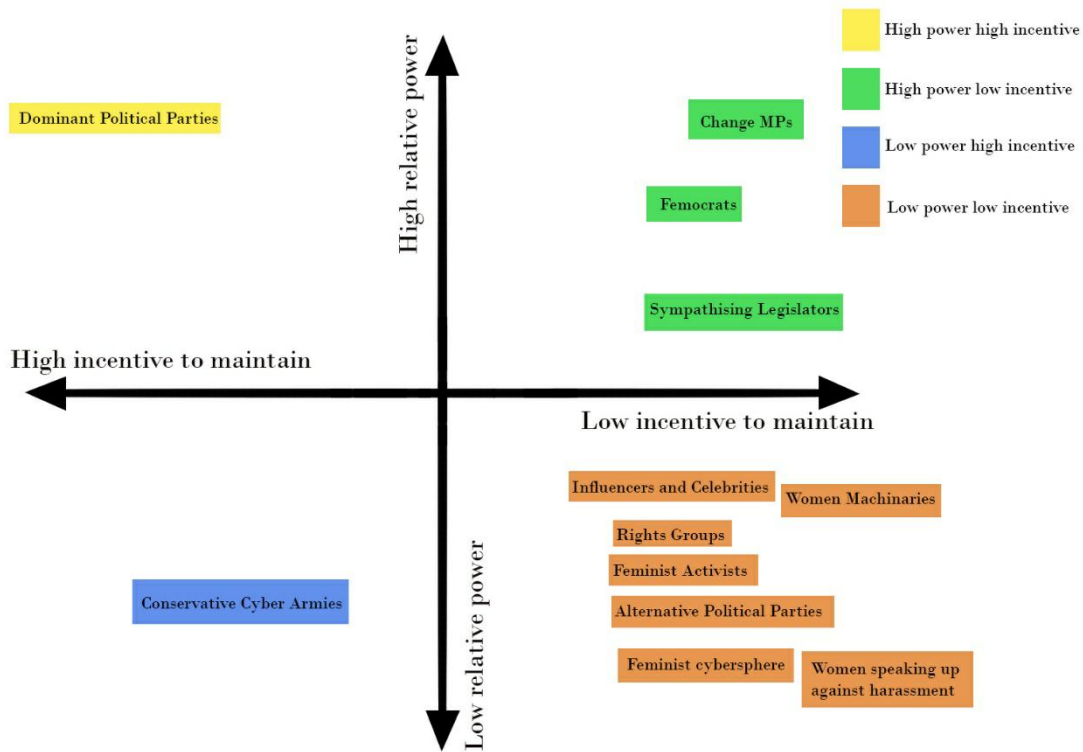 High power high incentive
High relative power
Dominant Political Parties
Change MPs
High power low incentive
Low power high incentive
Femocrats
Low power low incentive
Sympathising Legislators
High incentive to maintain
Low incentive to maintain
Influencers and Celebrities
Women Machinaries
Rights Groups
Low relative power
Feminist Activists
Conservative Cyber Armies
Alternative Political Parties
Feminist cybersphere
Women speaking up
against harassment